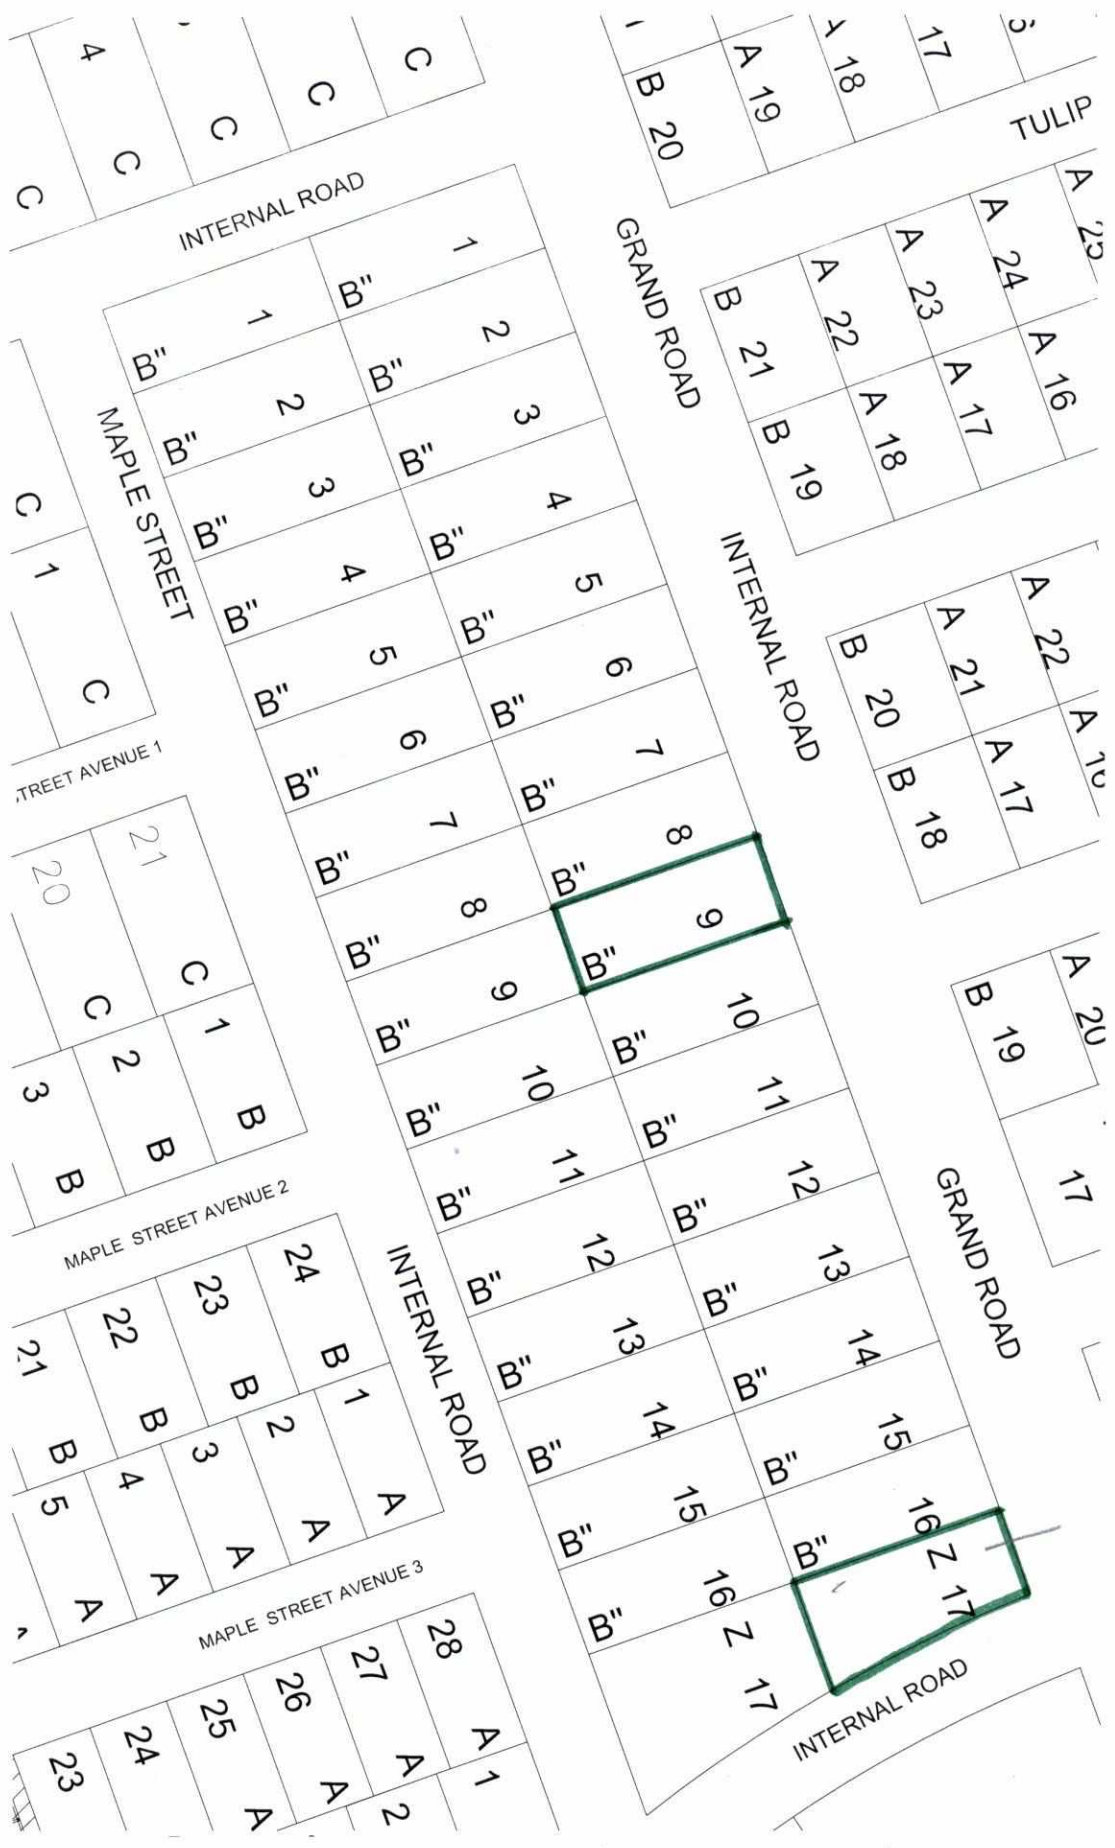 4
C
C
C
C
C
B 20
A 19
A 18
17
TULIP
INTERNAL ROAD
GRAND ROAD
A 25
A 24
A 23
A 22
B 21
A 16
A 17
A 18
B 19
MAPLE STREET
B" 1
B" 1
B" 2
B" 2
B" 3
B" 3
B" 4
B" 4
B" 5
B" 5
B" 6
B" 6
B" 7
B" 7
B" 8
B" 8
B" 9
B" 9
B" 10
B" 10
B" 11
B" 11
B" 12
B" 12
B" 13
B" 13
B" 14
B" 14
B" 15
B" 15
B" 16
B" 16
Z 17
Z 17
INTERNAL ROAD
A 22
A 21
B 20
A 16
A 17
B 18
C
1
C
TREET AVENUE 1
21
20
C
C
1 B
2 B
3 B
MAPLE STREET AVENUE 2
A 20
B 19
17
GRAND ROAD
INTERNAL ROAD
24 B
23 B
22 B
21 B
1 A
2 A
3 A
4 A
5 A
MAPLE STREET AVENUE 3
INTERNAL ROAD
28 A
27 A
26 A
25 A
24
23
1
2